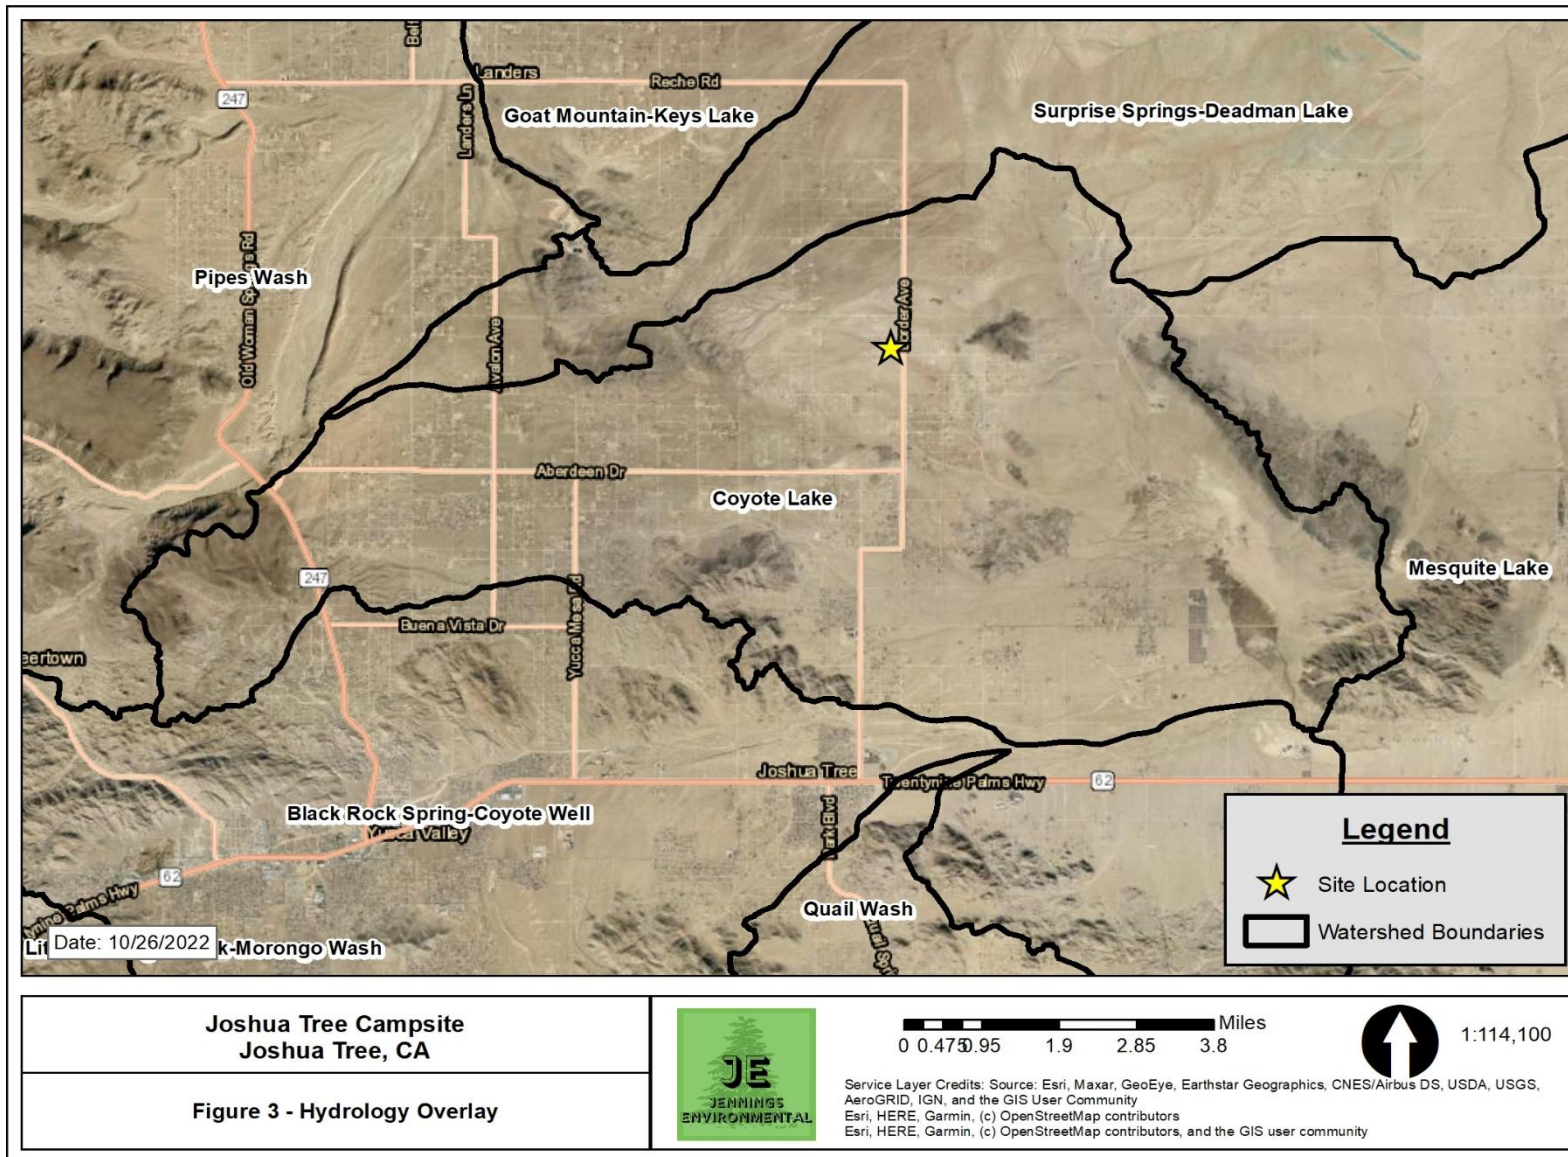 Landers
Reche Rd
247
Landers Ln
Goat Mountain-Keys Lake
Surprise Springs-Deadman Lake
Pipes Wash
Old Woman Springs Rd
Avalon Ave
Border Ave
Aberdeen Dr
Coyote Lake
Mesquite Lake
247
Buena Vista Dr
Yucca Mesa Rd
eertown
Joshua Tree
Twentynine Palms Hwy
62
Black Rock Spring-Coyote Well
Yucca Valley
Park Blvd
62
tynine Palms Hwy
Quail Wash
Date: 10/26/2022
k-Morongo Wash
Legend
Site Location
Watershed Boundaries
Joshua Tree Campsite
Joshua Tree, CA
Figure 3 - Hydrology Overlay
JE
JENNINGS
ENVIRONMENTAL
Miles
0 0.475 0.95 1.9 2.85 3.8
1:114,100
Service Layer Credits: Source: Esri, Maxar, GeoEye, Earthstar Geographics, CNES/Airbus DS, USDA, USGS,
AeroGRID, IGN, and the GIS User Community
Esri, HERE, Garmin, (c) OpenStreetMap contributors
Esri, HERE, Garmin, (c) OpenStreetMap contributors, and the GIS user community